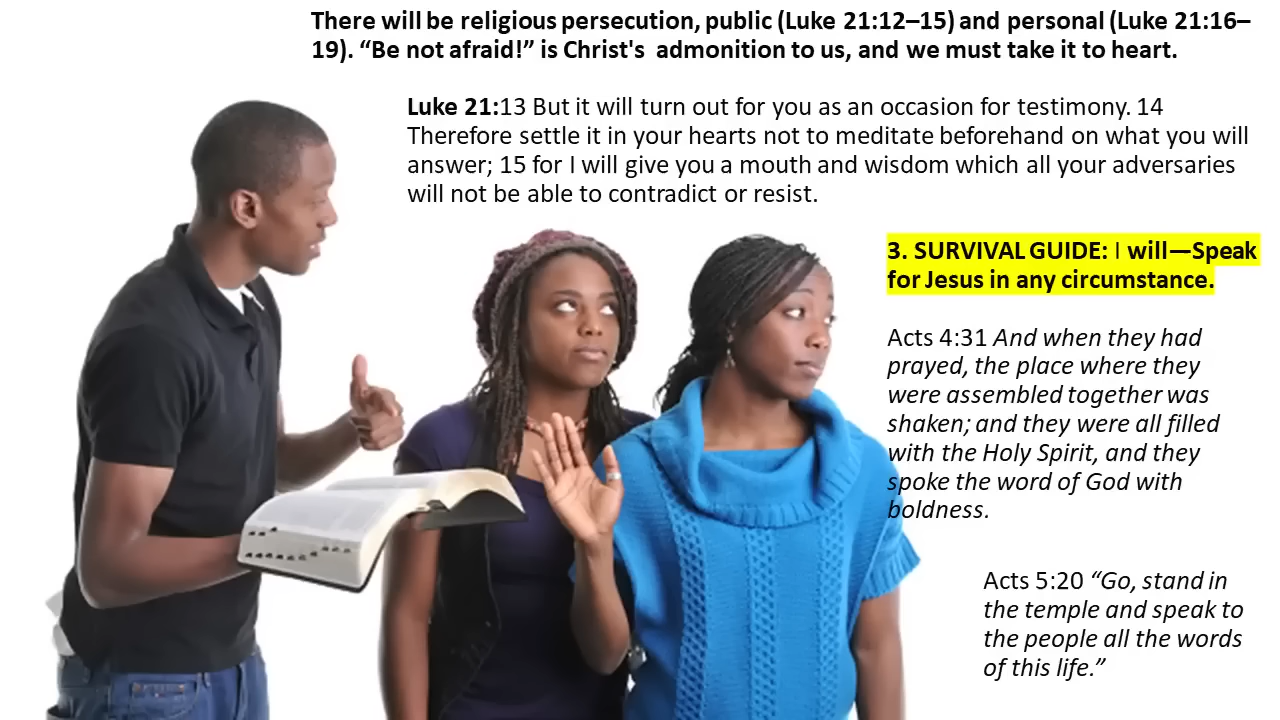 There will be religious persecution, public (Luke 21:12–15) and personal (Luke 21:16–
19). “Be not afraid!” is Christ's  admonition to us, and we must take it to heart.
Luke 21:13 But it will turn out for you as an occasion for testimony. 14
Therefore settle it in your hearts not to meditate beforehand on what you will
answer; 15 for I will give you a mouth and wisdom which all your adversaries
will not be able to contradict or resist.
3. SURVIVAL GUIDE: I will—Speak
for Jesus in any circumstance.
Acts 4:31 And when they had
prayed, the place where they
were assembled together was
shaken; and they were all filled
with the Holy Spirit, and they
spoke the word of God with
boldness.
Acts 5:20 “Go, stand in
the temple and speak to
the people all the words
of this life.”